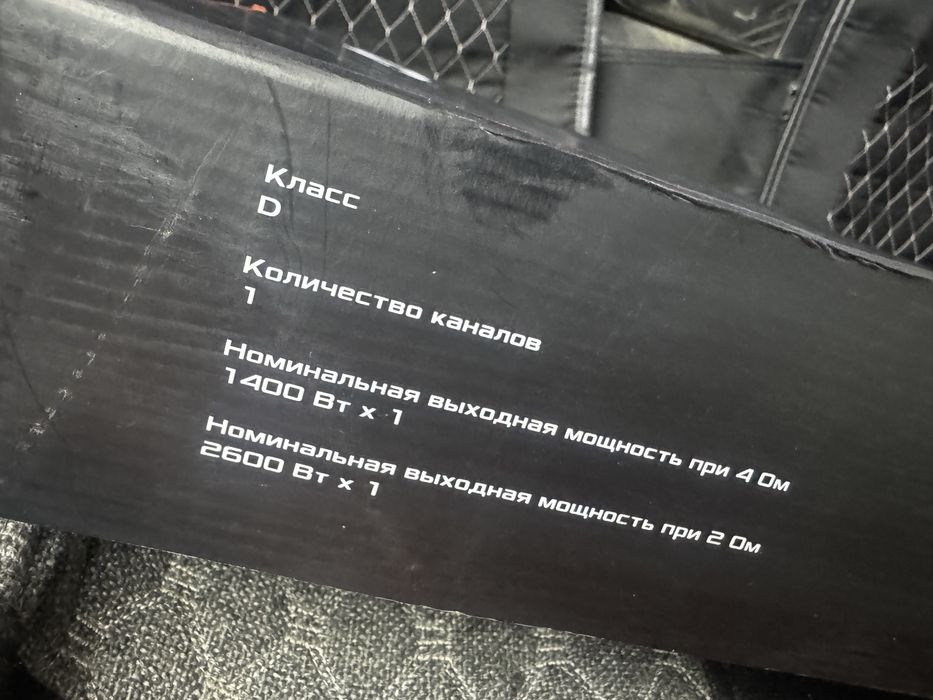 Класс
D
Количество каналов
1
Номинальная выходная мощность при 4 Ом
1400 Вт x 1
Номинальная выходная мощность при 2 Ом
2600 Вт x 1